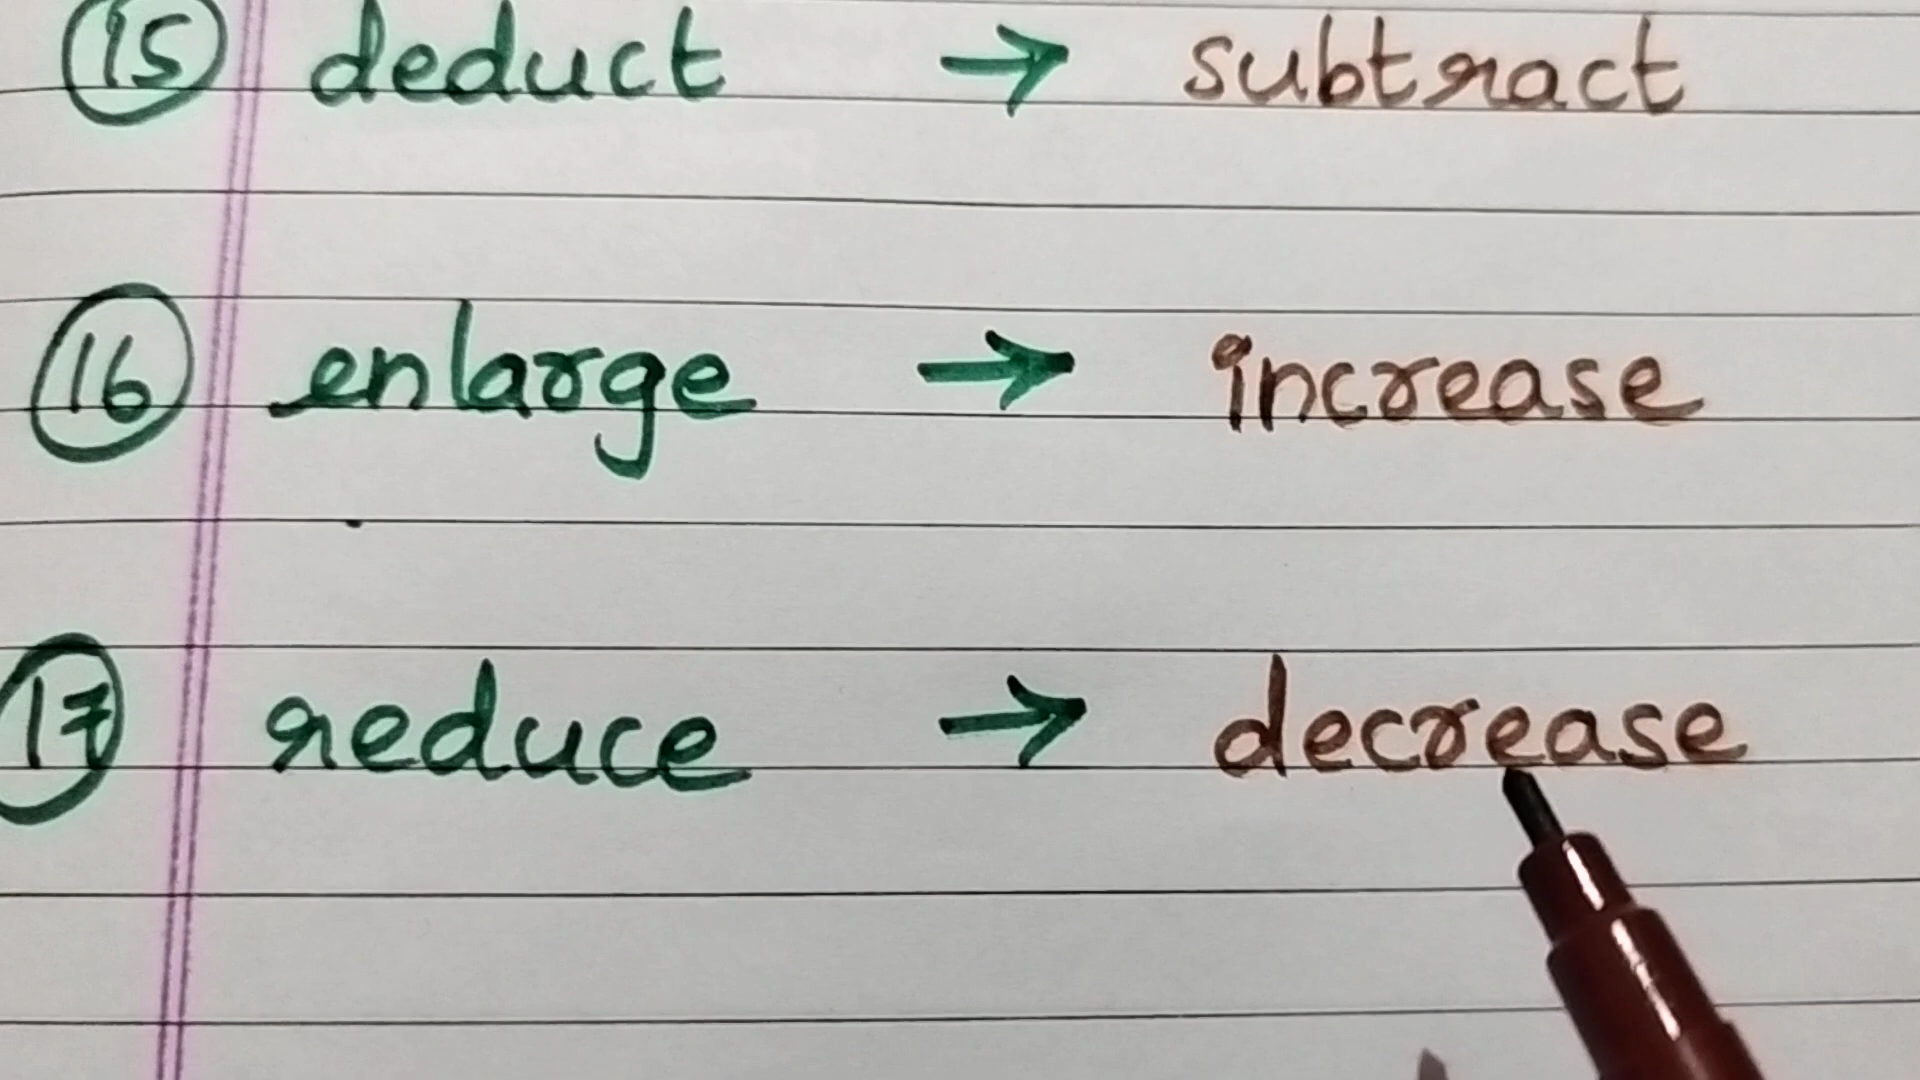 15 deduct → subtract
16 enlarge → increase
17 reduce → decrease